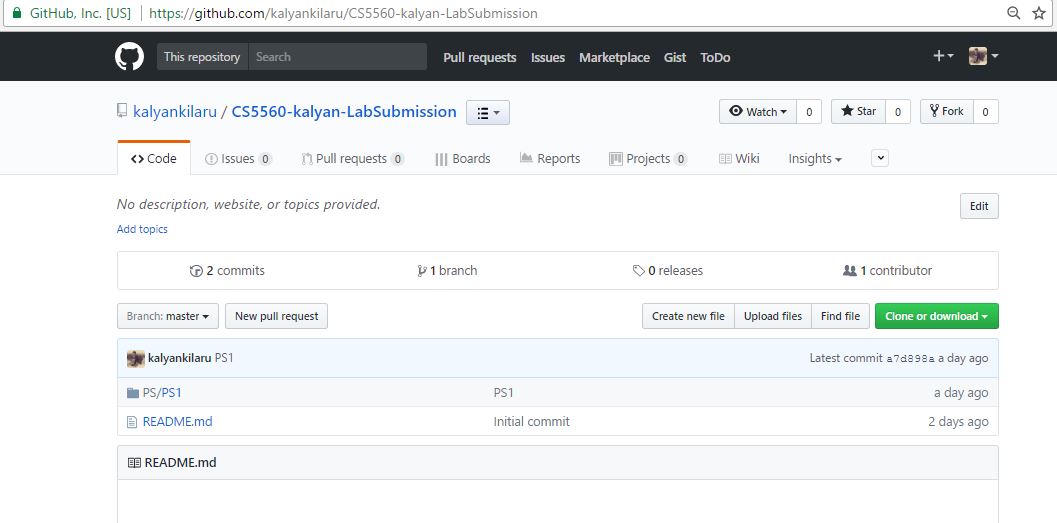 GitHub, Inc. [US] https://github.com/kalyankilaru/CS5560-kalyan-LabSubmission
This repository Search Pull requests Issues Marketplace Gist ToDo
kalyankilaru / CS5560-kalyan-LabSubmission Watch 0 Star 0 Fork 0
Code Issues 0 Pull requests 0 Boards Reports Projects 0 Wiki Insights
No description, website, or topics provided. Edit
Add topics
2 commits 1 branch 0 releases 1 contributor
Branch: master New pull request Create new file Upload files Find file Clone or download
kalyankilaru PS1 Latest commit a7d898a a day ago
PS/PS1 PS1 a day ago
README.md Initial commit 2 days ago
README.md